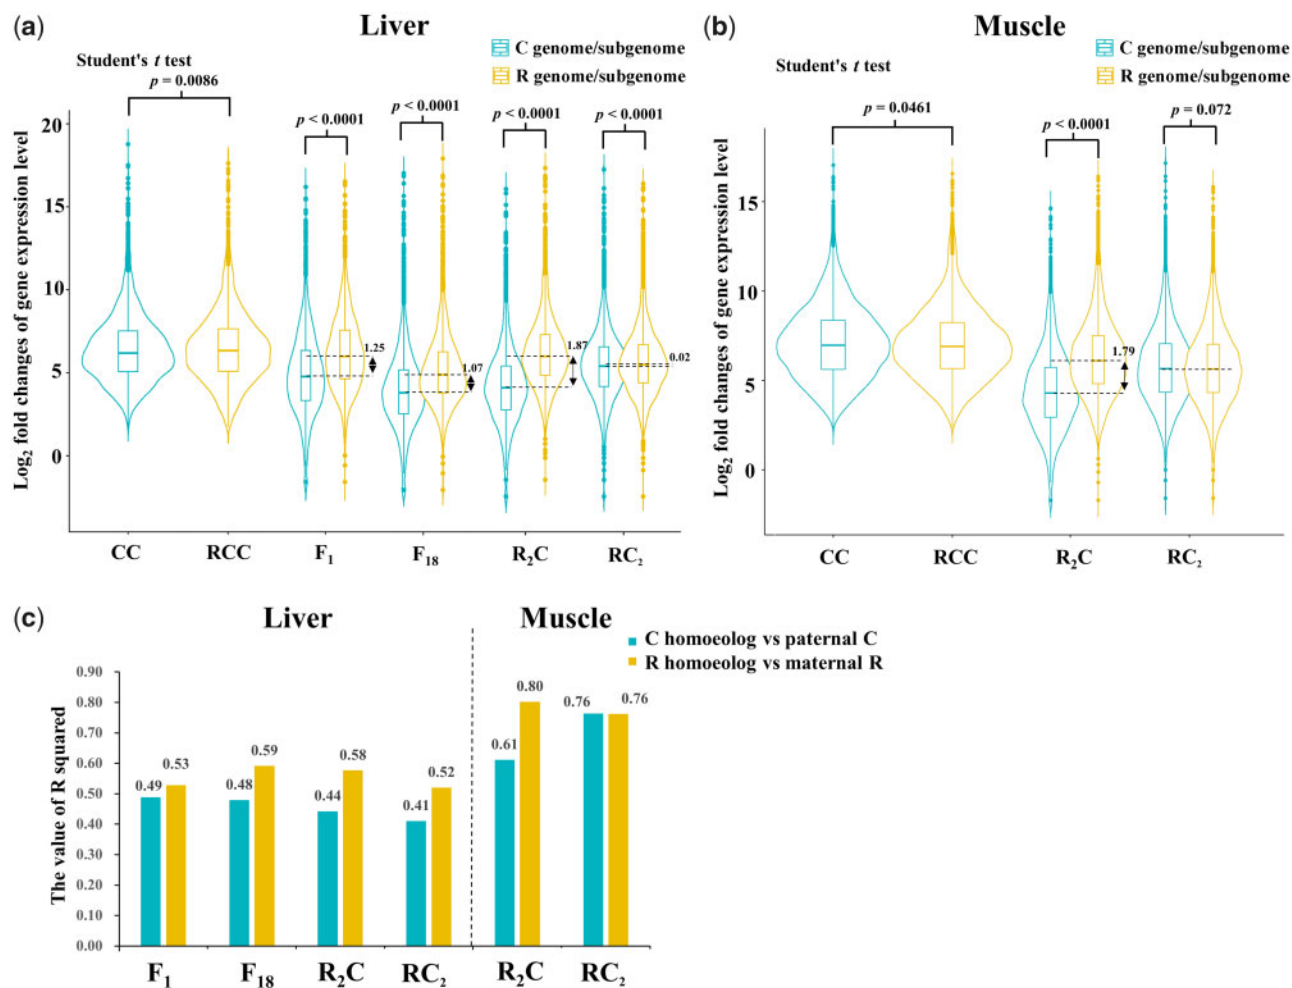 (a)
Liver
C genome/subgenome
R genome/subgenome
Student's t test
p = 0.0086
p < 0.0001
p < 0.0001
p < 0.0001
p < 0.0001
Log2 fold changes of gene expression level
20
15
10
5
0
1.25
1.07
1.87
0.02
CC
RCC
F1
F18
R2C
RC2
(b)
Muscle
C genome/subgenome
R genome/subgenome
Student's t test
p = 0.0461
p < 0.0001
p = 0.072
Log2 fold changes of gene expression level
15
10
5
0
1.79
CC
RCC
R2C
RC2
(c)
Liver
Muscle
C homoeolog vs paternal C
R homoeolog vs maternal R
The value of R squared
0.90
0.80
0.70
0.60
0.50
0.40
0.30
0.20
0.10
0.00
0.49
0.53
0.48
0.59
0.44
0.58
0.41
0.52
0.61
0.80
0.76
0.76
F1
F18
R2C
RC2
R2C
RC2